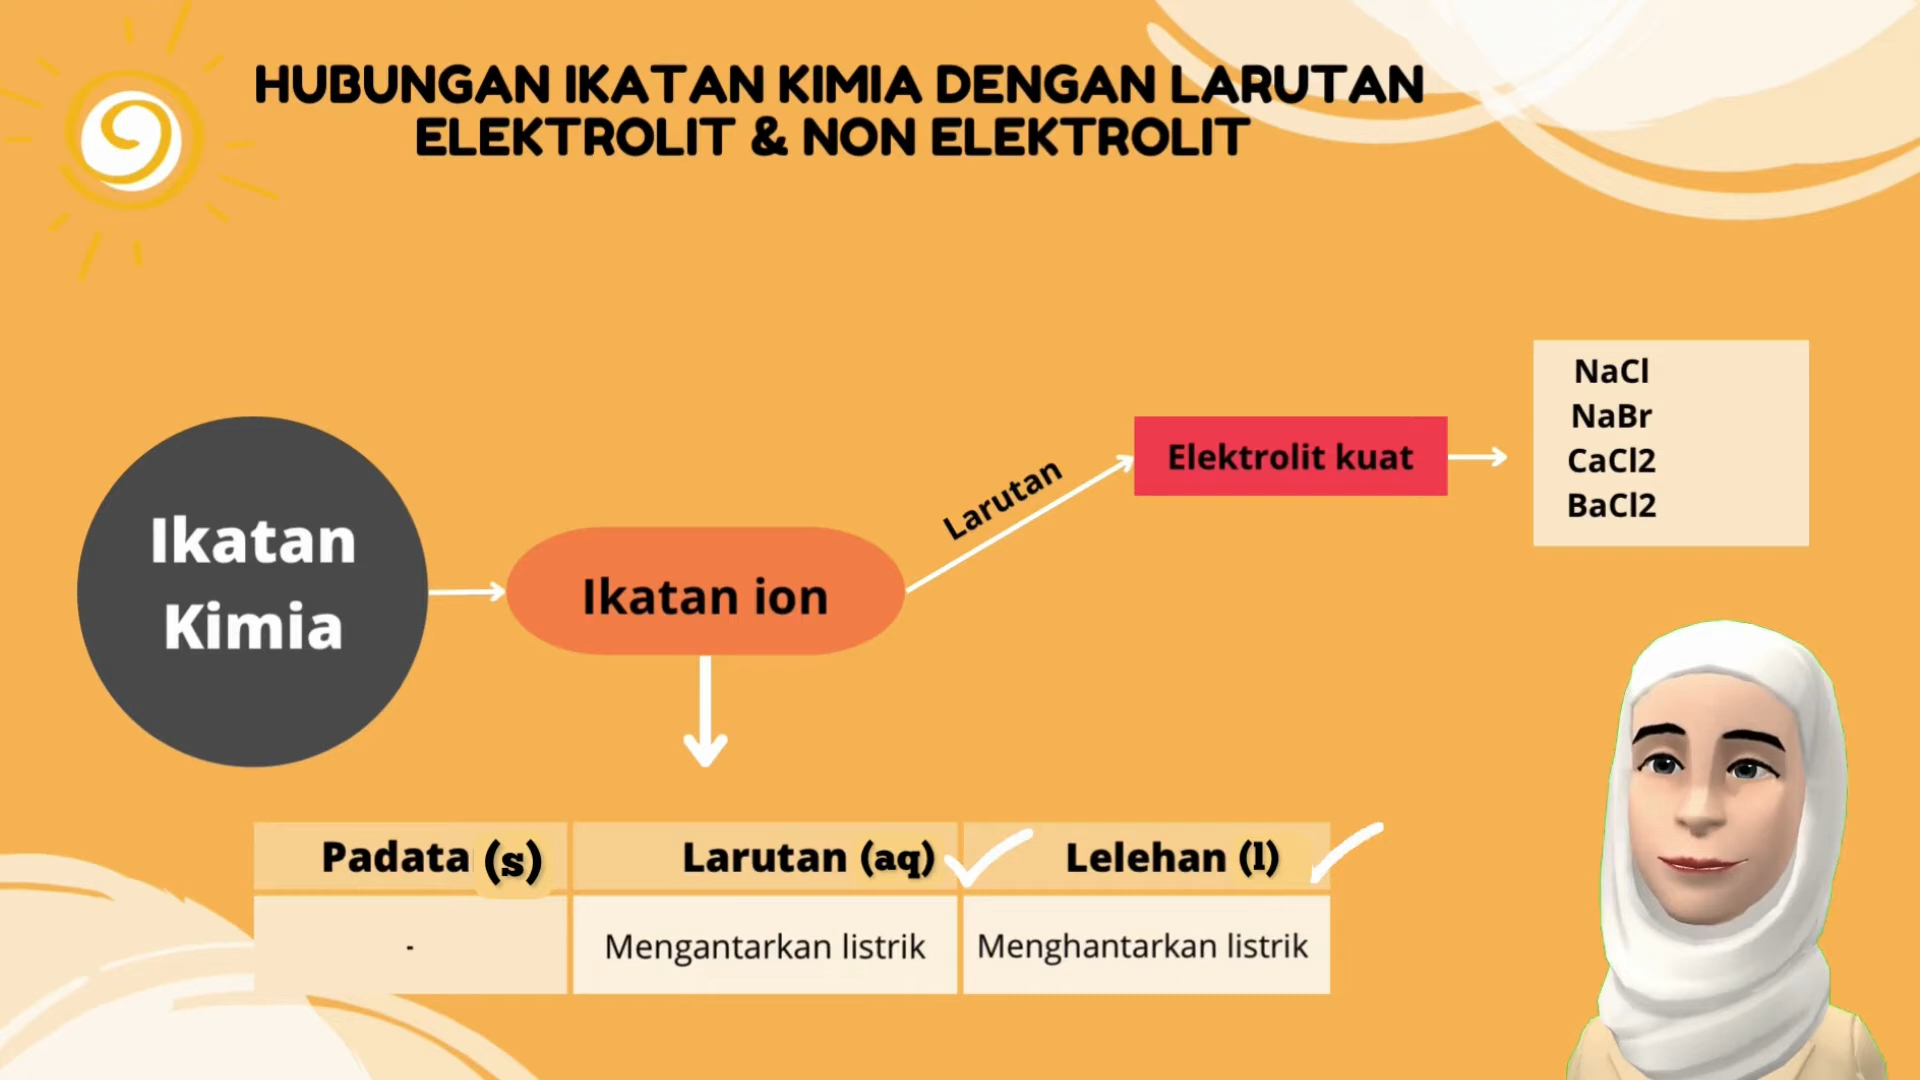 HUBUNGAN IKATAN KIMIA DENGAN LARUTAN
ELEKTROLIT & NON ELEKTROLIT
Ikatan
Kimia
Ikatan ion
Larutan
Elektrolit kuat
NaCl
NaBr
CaCl2
BaCl2
Padata (s)
Larutan (aq)
Lelehan (l)
-
Mengantarkan listrik
Menghantarkan listrik